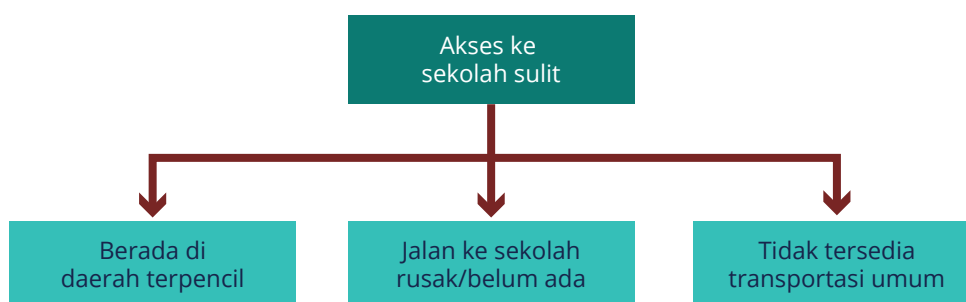 Akses ke
sekolah sulit
Berada di
daerah terpencil
Jalan ke sekolah
rusak/belum ada
Tidak tersedia
transportasi umum